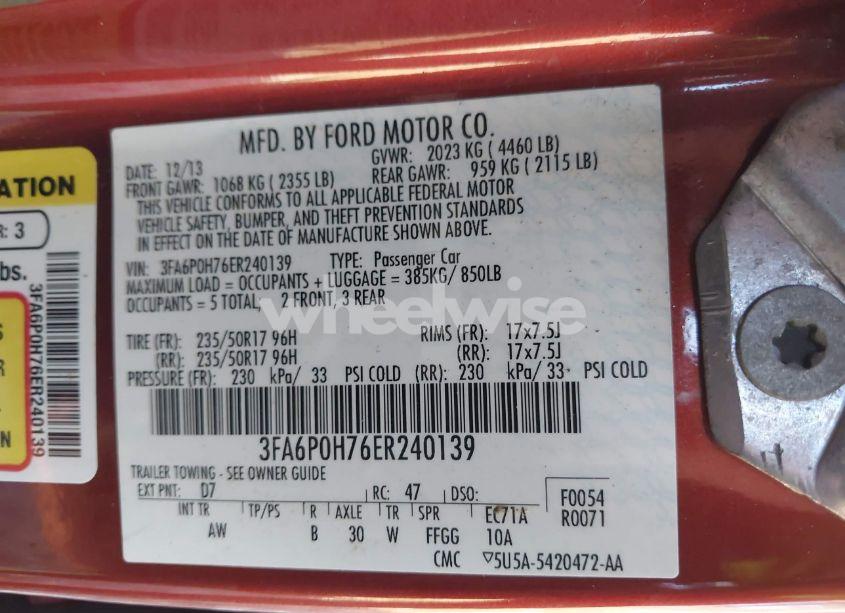 MFD. BY FORD MOTOR CO.
DATE: 12/13 GVWR: 2023 KG ( 4460 LB)
FRONT GAWR: 1068 KG ( 2355 LB) REAR GAWR: 959 KG ( 2115 LB)
THIS VEHICLE CONFORMS TO ALL APPLICABLE FEDERAL MOTOR
VEHICLE SAFETY, BUMPER, AND THEFT PREVENTION STANDARDS
IN EFFECT ON THE DATE OF MANUFACTURE SHOWN ABOVE.
VIN: 3FA6P0H76ER240139 TYPE: Passenger Car
MAXIMUM LOAD = OCCUPANTS + LUGGAGE = 385KG/ 850LB
OCCUPANTS = 5 TOTAL, 2 FRONT, 3 REAR
wheelwise
TIRE (FR): 235/50R17 96H RIMS (FR): 17x7.5J
(RR): 235/50R17 96H (RR): 17x7.5J
PRESSURE (FR): 230 kPa/ 33 PSI COLD (RR): 230 kPa/ 33 PSI COLD
3FA6P0H76ER240139
TRAILER TOWING - SEE OWNER GUIDE
EXT PNT: D7 RC: 47 DSO: F0054
INT TR TP/PS R AXLE TR SPR EC71A R0071
AW B 30 W FFGG 10A
CMC ▽5U5A-5420472-AA
ATION
R: 3
bs.
S
R
N
3FA6P0H76ER240139